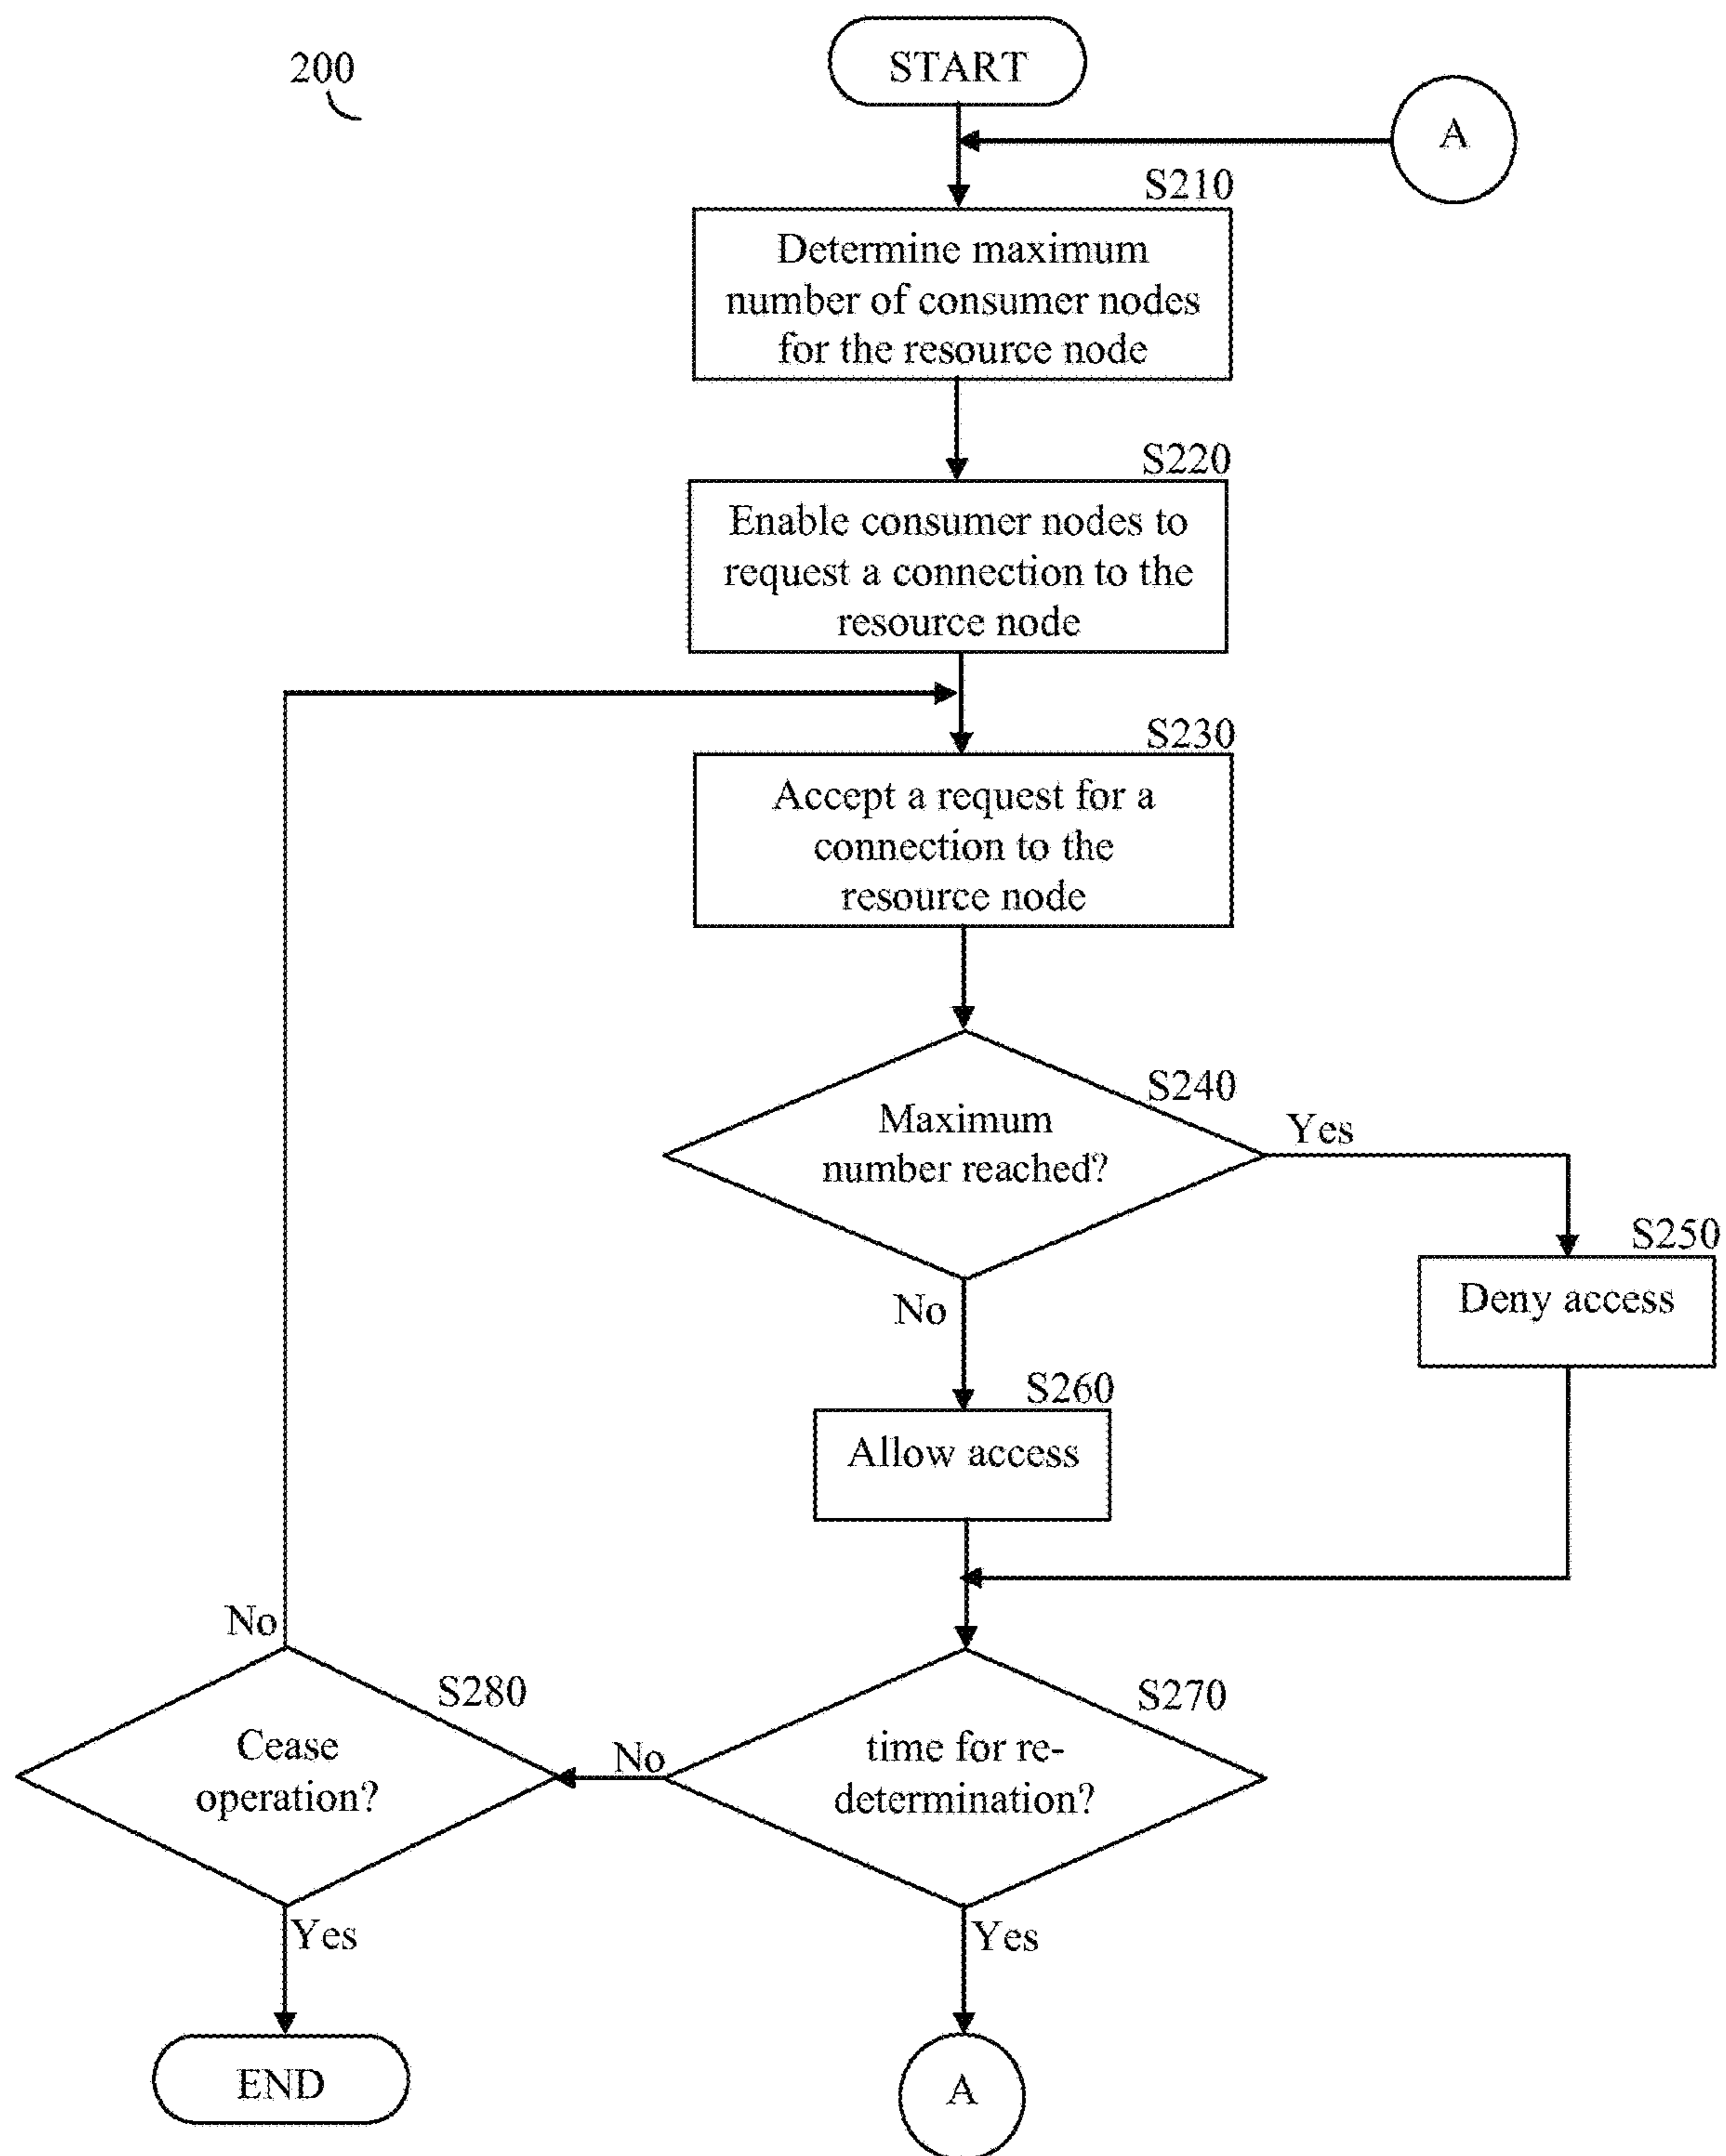 200
START
A
S210
Determine maximum
number of consumer nodes
for the resource node
S220
Enable consumer nodes to
request a connection to the
resource node
S230
Accept a request for a
connection to the
resource node
S240
Maximum
number reached?
Yes
No
S250
Deny access
S260
Allow access
S270
time for re-
determination?
No
Yes
S280
Cease
operation?
No
Yes
END
A